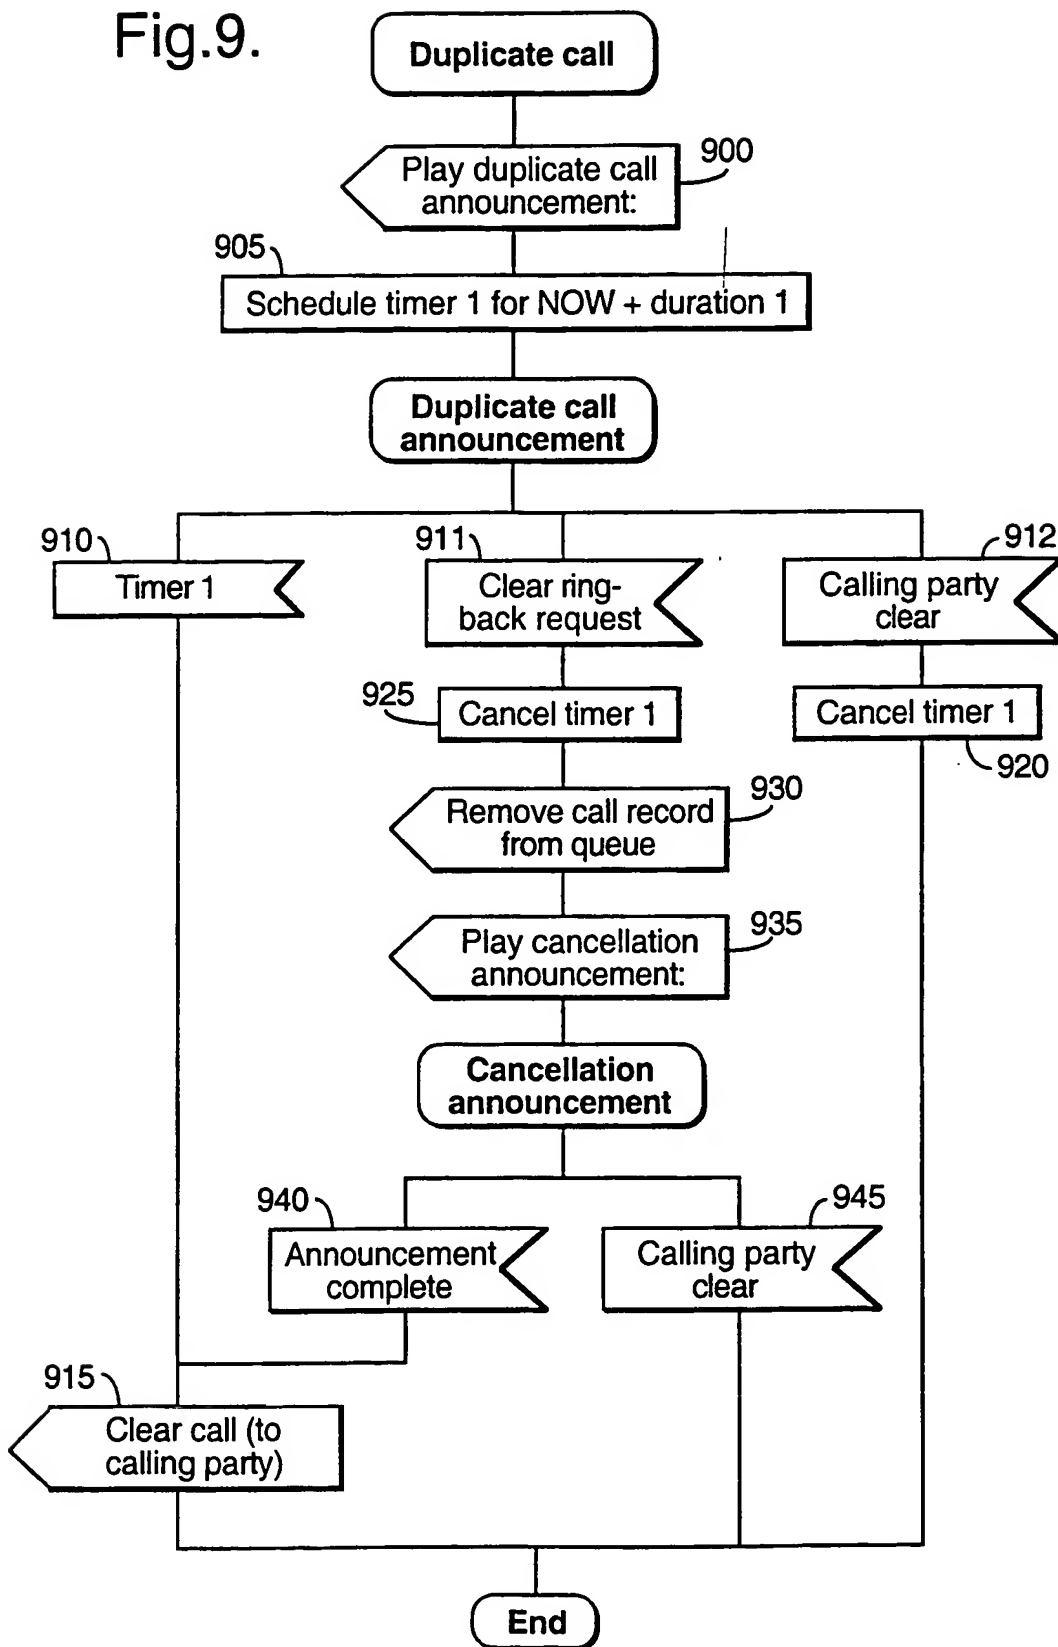 Fig.9.
Duplicate call
Play duplicate call
announcement:
900
905
Schedule timer 1 for NOW + duration 1
Duplicate call
announcement
910
Timer 1
911
Clear ring-
back request
912
Calling party
clear
925
Cancel timer 1
Cancel timer 1
920
Remove call record
from queue
930
Play cancellation
announcement:
935
Cancellation
announcement
940
Announcement
complete
945
Calling party
clear
915
Clear call (to
calling party)
End